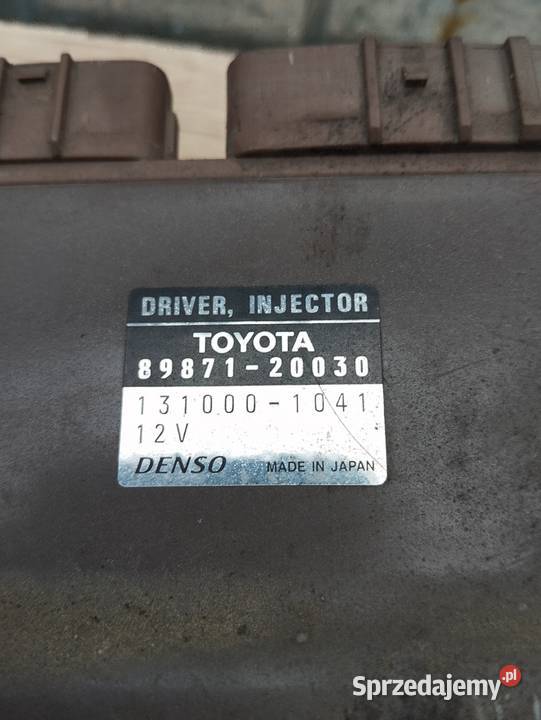 DRIVER, INJECTOR
TOYOTA
89871-20030
131000-1041
12V
DENSO MADE IN JAPAN
Sprzedajemy.pl